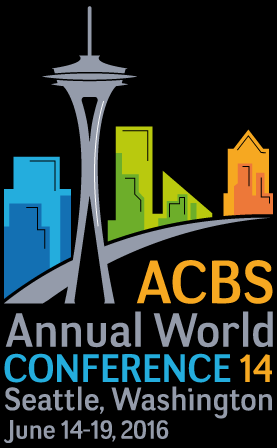 ACBS
Annual World
CONFERENCE 14
Seattle, Washington
June 14-19, 2016